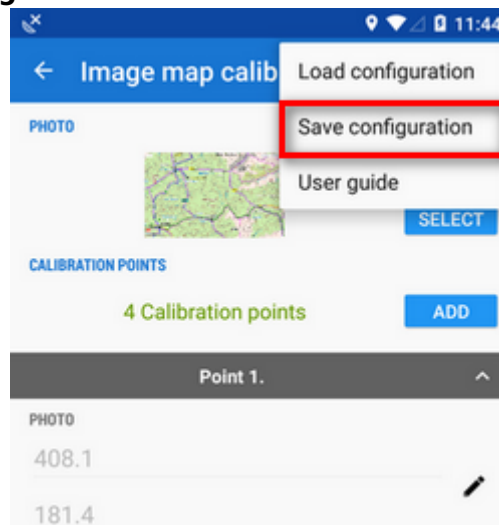 11:44
Image map calib
Load configuration
Save configuration
User guide
PHOTO
SELECT
CALIBRATION POINTS
4 Calibration points
ADD
Point 1.
PHOTO
408.1
181.4